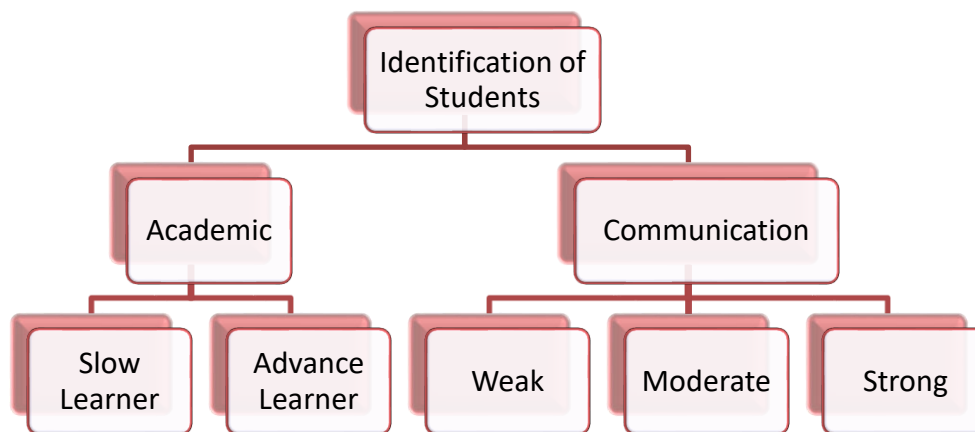 Identification of
Students
Academic
Communication
Slow
Learner
Advance
Learner
Weak
Moderate
Strong